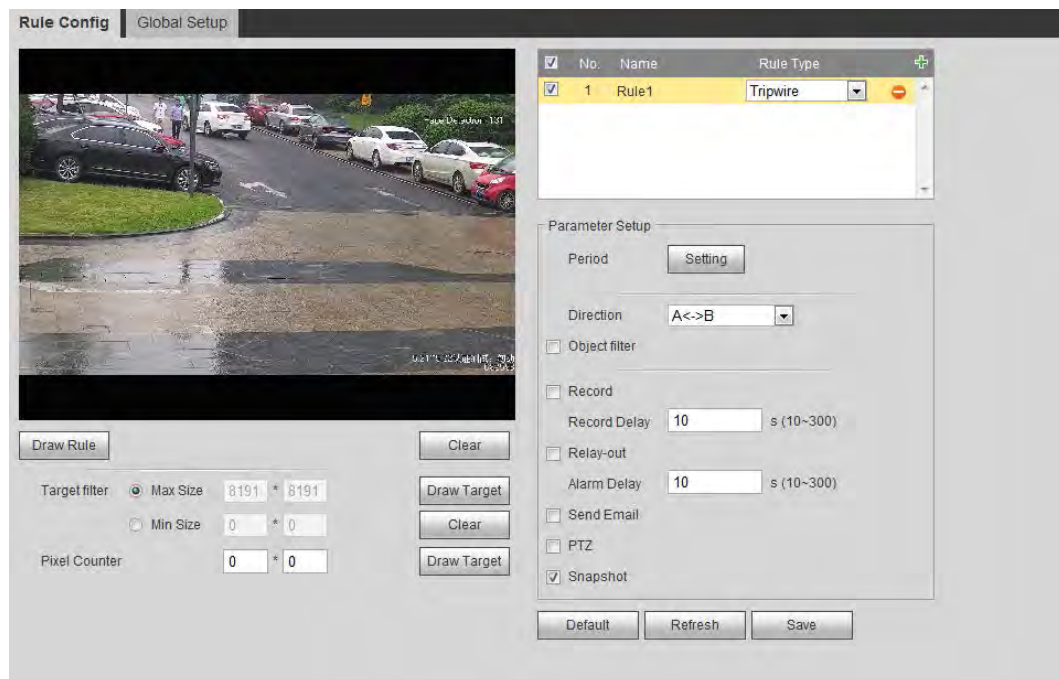 Rule Config Global Setup
No. Name Rule Type
1 Rule1 Tripwire
Face Detection : 131
Parameter Setup
Period Setting
Direction A<->B
Object filter
Record
Record Delay 10 s (10~300)
Relay-out
Alarm Delay 10 s (10~300)
Send Email
PTZ
Snapshot
Default Refresh Save
Draw Rule Clear
Target filter Max Size 8191 * 8191 Draw Target
Min Size 0 * 0 Clear
Pixel Counter 0 * 0 Draw Target